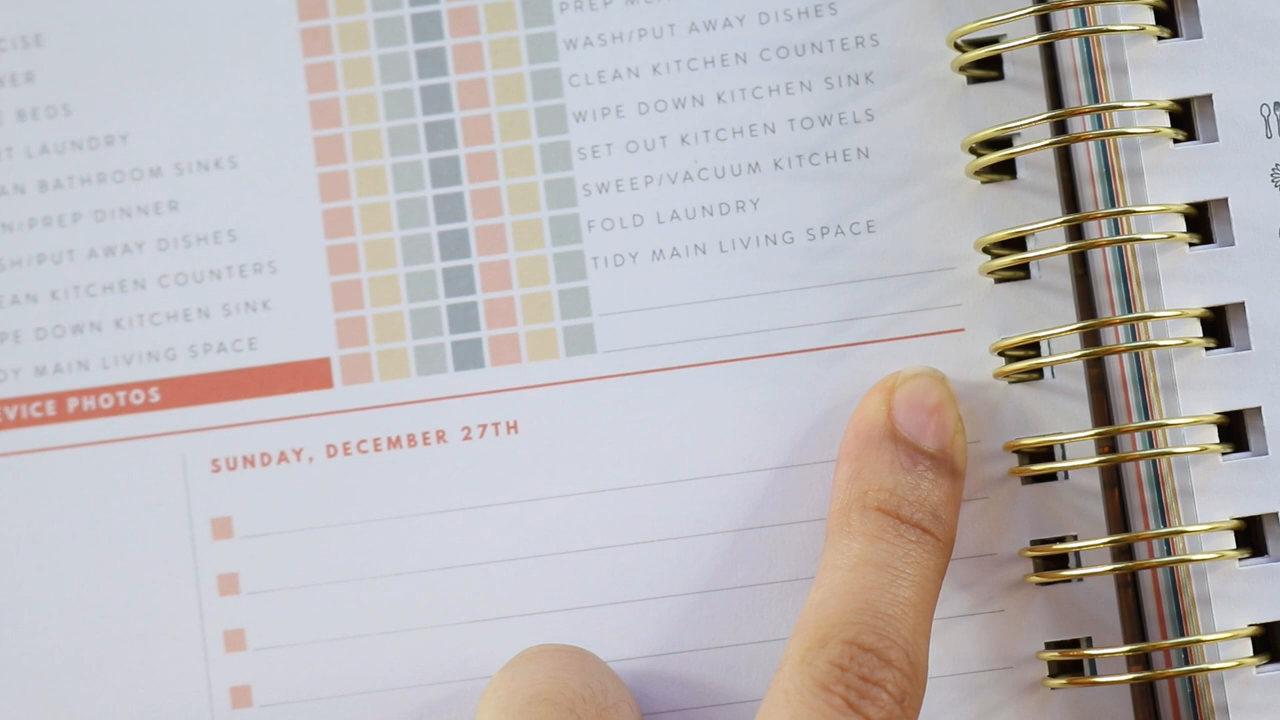 CISE
BEDS
LAUNDRY
AN BATHROOM SINKS
N/PREP DINNER
SH/PUT AWAY DISHES
EAN KITCHEN COUNTERS
PE DOWN KITCHEN SINK
DY MAIN LIVING SPACE
EVICE PHOTOS
PREP
WASH/PUT AWAY DISHES
CLEAN KITCHEN COUNTERS
WIPE DOWN KITCHEN SINK
SET OUT KITCHEN TOWELS
SWEEP/VACUUM KITCHEN
FOLD LAUNDRY
TIDY MAIN LIVING SPACE
SUNDAY, DECEMBER 27TH